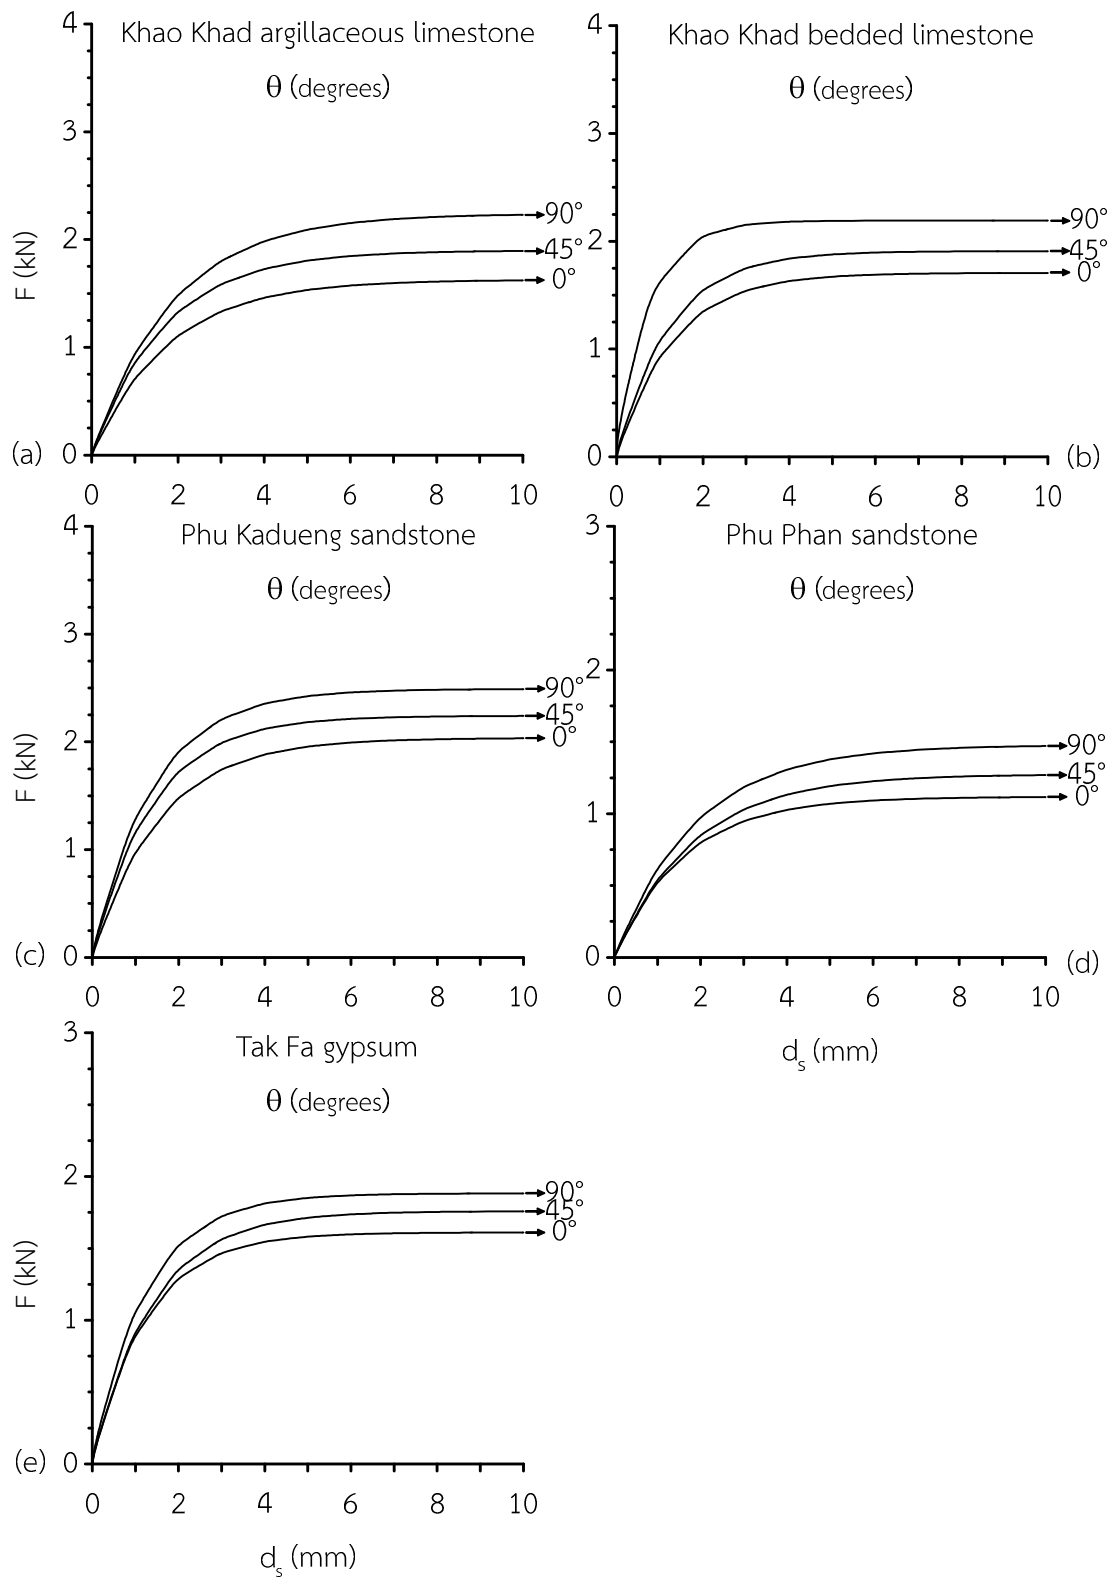 Khao Khad argillaceous limestone
θ (degrees)
4
3
2
1
0
F (kN)
90°
45°
0°
(a)
0 2 4 6 8 10
Khao Khad bedded limestone
θ (degrees)
4
3
2
1
0
90°
45°
0°
(b)
0 2 4 6 8 10
Phu Kadueng sandstone
θ (degrees)
4
3
2
1
0
F (kN)
90°
45°
0°
(c)
0 2 4 6 8 10
Phu Phan sandstone
θ (degrees)
3
2
1
0
90°
45°
0°
(d)
0 2 4 6 8 10
ds (mm)
Tak Fa gypsum
θ (degrees)
3
2
1
0
F (kN)
90°
45°
0°
(e)
0 2 4 6 8 10
ds (mm)